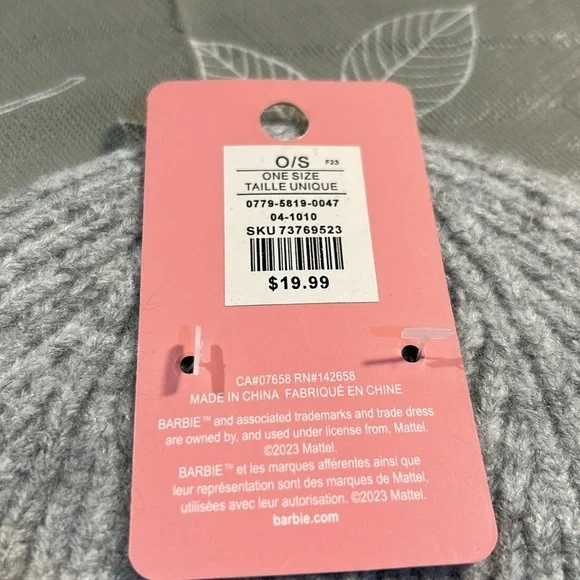 O/S F23
ONE SIZE
TAILLE UNIQUE
0779-5819-0047
04-1010
SKU 73769523
$19.99
CA#07658 RN#142658
MADE IN CHINA FABRIQUÉ EN CHINE
BARBIE™ and associated trademarks and trade dress
are owned by, and used under license from, Mattel.
©2023 Mattel.
BARBIE™ et les marques afférentes ainsi que
leur représentation sont des marques de Mattel,
utilisées avec leur autorisation. ©2023 Mattel.
barbie.com